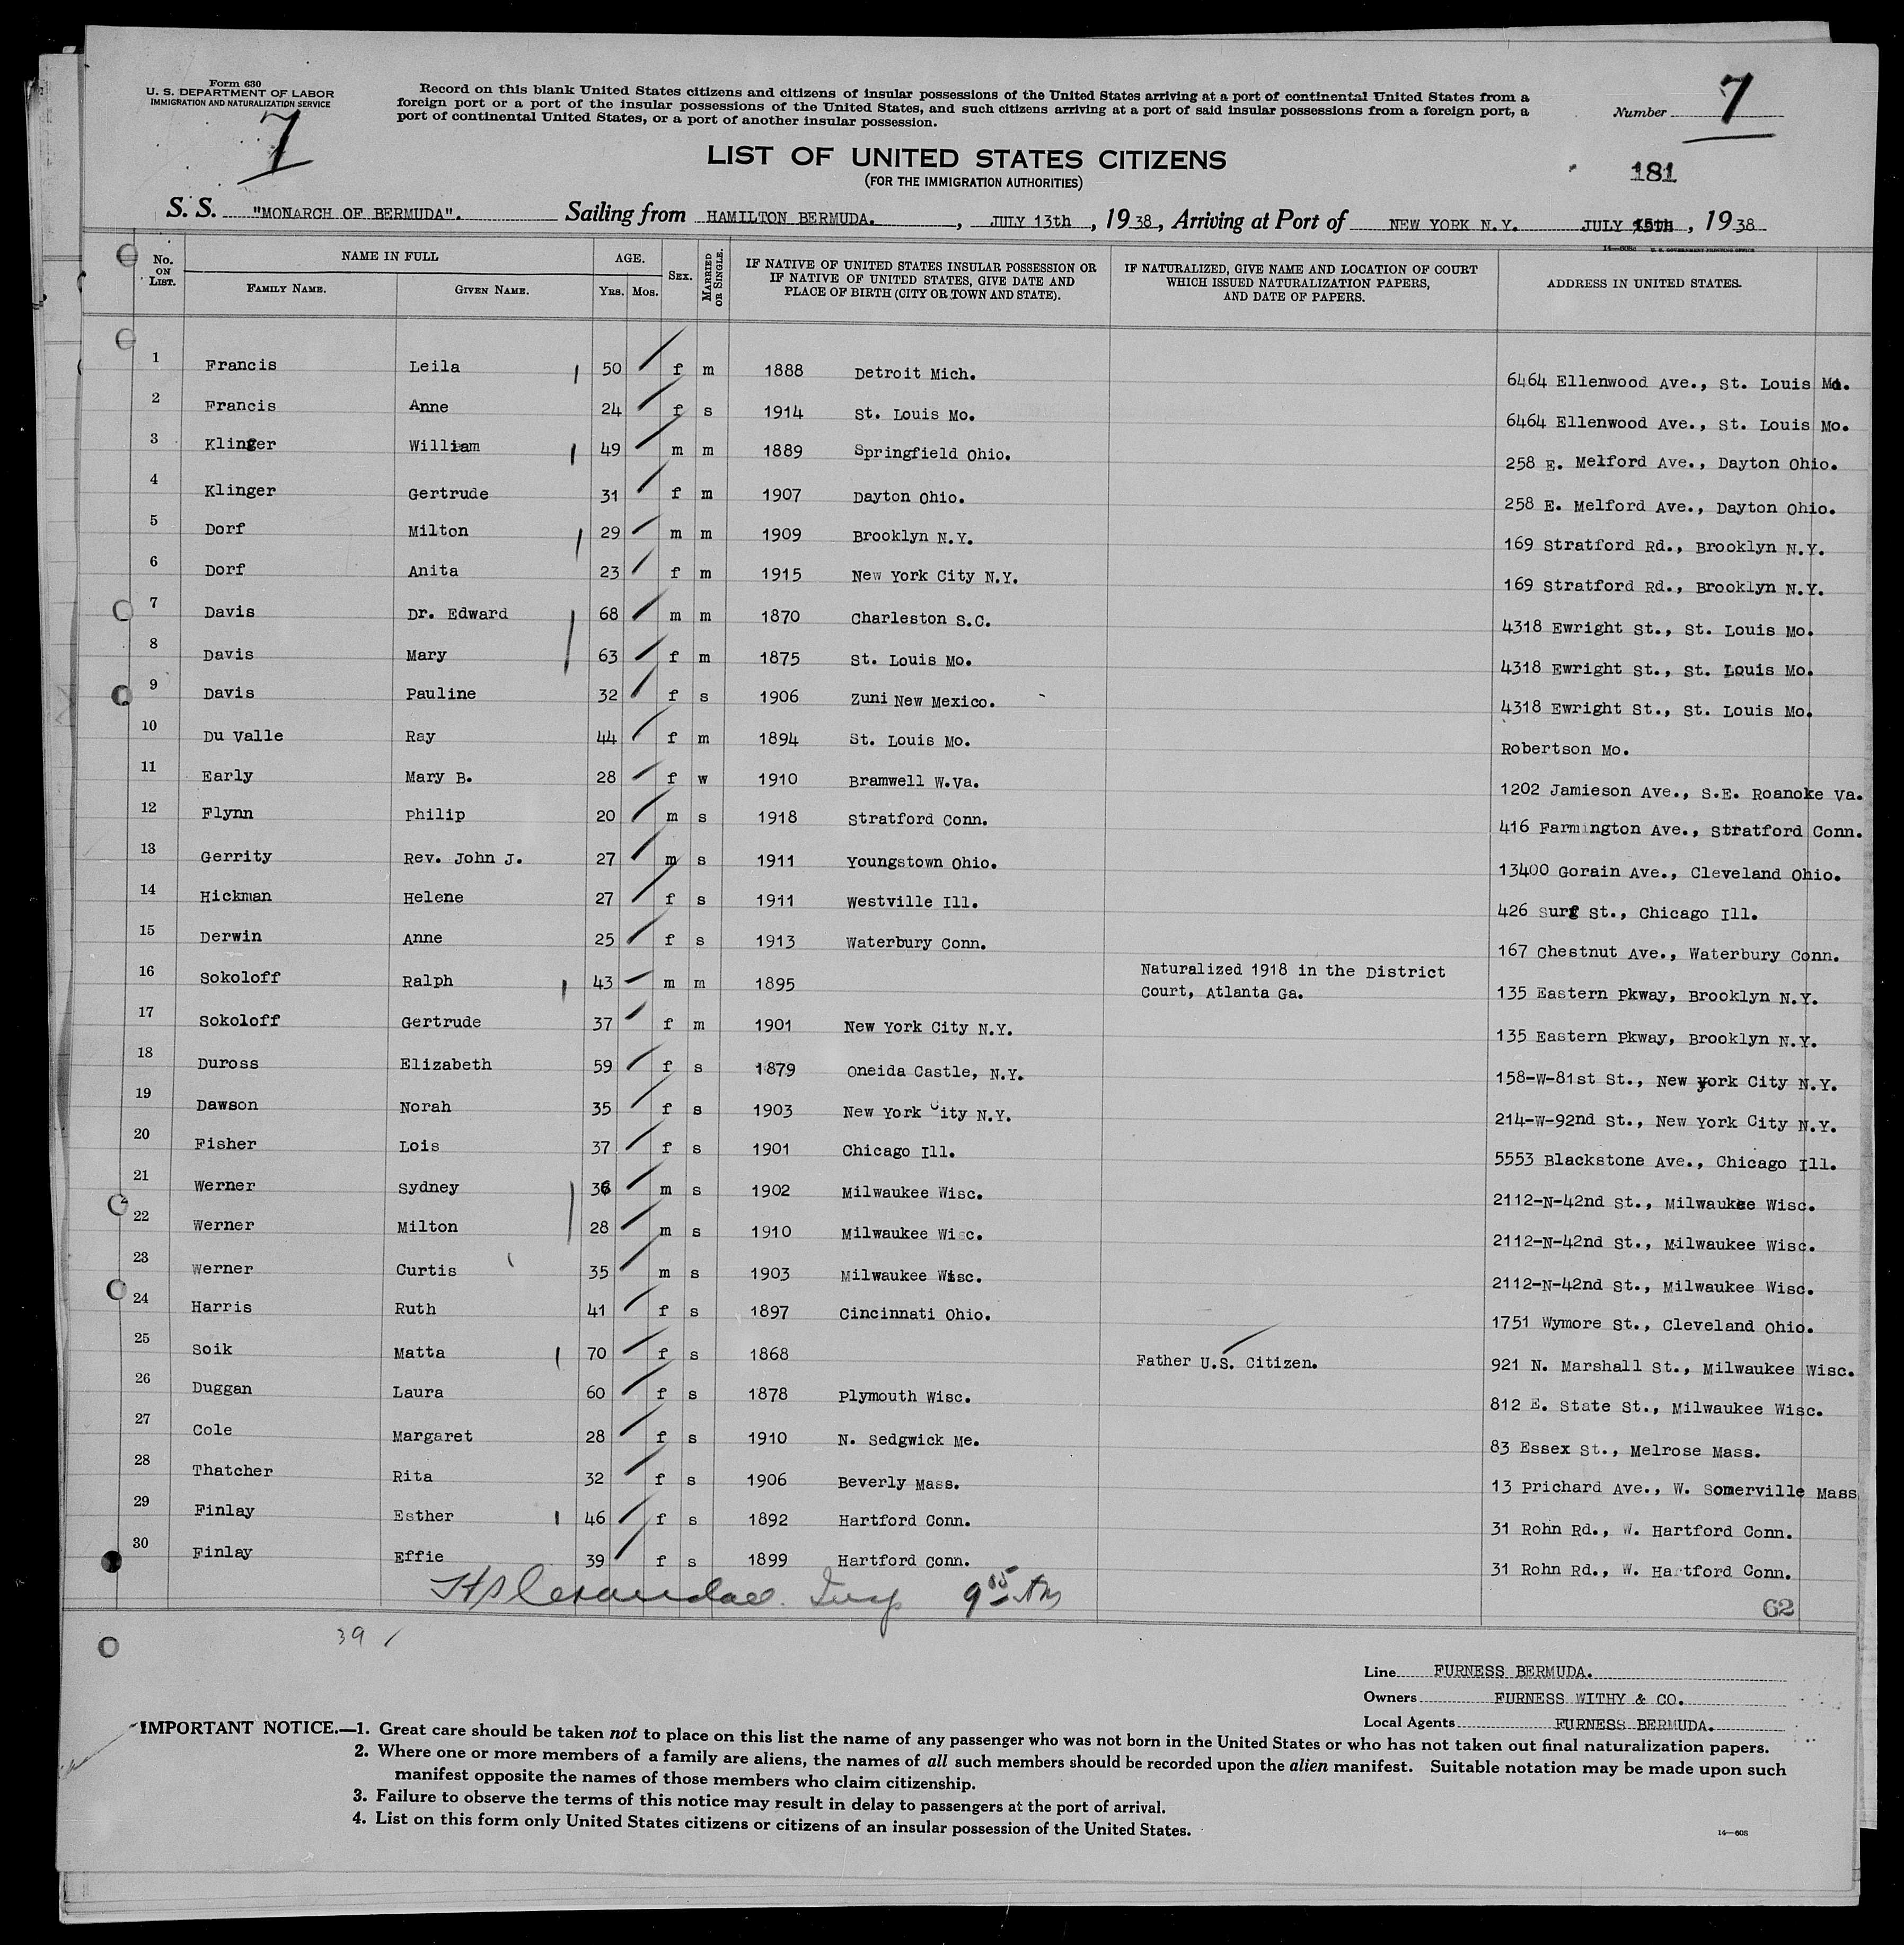 Form 630
U. S. DEPARTMENT OF LABOR
IMMIGRATION AND NATURALIZATION SERVICE
7
Record on this blank United States citizens and citizens of insular possessions of the United States arriving at a port of continental United States from a
foreign port or a port of the insular possessions of the United States, and such citizens arriving at a port of said insular possessions from a foreign port, a
port of continental United States, or a port of another insular possession.
Number 7
LIST OF UNITED STATES CITIZENS
(FOR THE IMMIGRATION AUTHORITIES)
181
S. S. "MONARCH OF BERMUDA". Sailing from HAMILTON BERMUDA. , JULY 13th , 1938, Arriving at Port of NEW YORK N.Y. JULY 15th , 1938
No. ON LIST. NAME IN FULL FAMILY NAME. GIVEN NAME. AGE. YRS. MOS. SEX. MARRIED OR SINGLE. IF NATIVE OF UNITED STATES INSULAR POSSESSION OR IF NATIVE OF UNITED STATES, GIVE DATE AND PLACE OF BIRTH (CITY OR TOWN AND STATE). IF NATURALIZED, GIVE NAME AND LOCATION OF COURT WHICH ISSUED NATURALIZATION PAPERS, AND DATE OF PAPERS. ADDRESS IN UNITED STATES.
1 Francis Leila 50 f m 1888 Detroit Mich. 6464 Ellenwood Ave., St. Louis Mo.
2 Francis Anne 24 f s 1914 St. Louis Mo. 6464 Ellenwood Ave., St. Louis Mo.
3 Klinger William 49 m m 1889 Springfield Ohio. 258 E. Melford Ave., Dayton Ohio.
4 Klinger Gertrude 31 f m 1907 Dayton Ohio. 258 E. Melford Ave., Dayton Ohio.
5 Dorf Milton 29 m m 1909 Brooklyn N.Y. 169 Stratford Rd., Brooklyn N.Y.
6 Dorf Anita 23 f m 1915 New York City N.Y. 169 Stratford Rd., Brooklyn N.Y.
7 Davis Dr. Edward 68 m m 1870 Charleston S.C. 4318 Ewright St., St. Louis Mo.
8 Davis Mary 63 f m 1875 St. Louis Mo. 4318 Ewright St., St. Louis Mo.
9 Davis Pauline 32 f s 1906 Zuni New Mexico. 4318 Ewright St., St. Louis Mo.
10 Du Valle Ray 44 f m 1894 St. Louis Mo. Robertson Mo.
11 Early Mary B. 28 f w 1910 Bramwell W.Va. 1202 Jamieson Ave., S.E. Roanoke Va.
12 Flynn Philip 20 m s 1918 Stratford Conn. 416 Farmington Ave., Stratford Conn.
13 Gerrity Rev. John J. 27 m s 1911 Youngstown Ohio. 13400 Gorain Ave., Cleveland Ohio.
14 Hickman Helene 27 f s 1911 Westville Ill. 426 Surf St., Chicago Ill.
15 Derwin Anne 25 f s 1913 Waterbury Conn. 167 Chestnut Ave., Waterbury Conn.
16 Sokoloff Ralph 43 m m 1895 Naturalized 1918 in the District Court, Atlanta Ga. 135 Eastern Pkway, Brooklyn N.Y.
17 Sokoloff Gertrude 37 f m 1901 New York City N.Y. 135 Eastern Pkway, Brooklyn N.Y.
18 Duross Elizabeth 59 f s 1879 Oneida Castle, N.Y. 158-W-81st St., New York City N.Y.
19 Dawson Norah 35 f s 1903 New York City N.Y. 214-W-92nd St., New York City N.Y.
20 Fisher Lois 37 f s 1901 Chicago Ill. 5553 Blackstone Ave., Chicago Ill.
21 Werner Sydney 36 m s 1902 Milwaukee Wisc. 2112-N-42nd St., Milwaukee Wisc.
22 Werner Milton 28 m s 1910 Milwaukee Wisc. 2112-N-42nd St., Milwaukee Wisc.
23 Werner Curtis 35 m s 1903 Milwaukee Wisc. 2112-N-42nd St., Milwaukee Wisc.
24 Harris Ruth 41 f s 1897 Cincinnati Ohio. 1751 Wymore St., Cleveland Ohio.
25 Soik Matta 70 f s 1868 Father U.S. Citizen. 921 N. Marshall St., Milwaukee Wisc.
26 Duggan Laura 60 f s 1878 Plymouth Wisc. 812 E. State St., Milwaukee Wisc.
27 Cole Margaret 28 f s 1910 N. Sedgwick Me. 83 Essex St., Melrose Mass.
28 Thatcher Rita 32 f s 1906 Beverly Mass. 13 Prichard Ave., W. Somerville Mass
29 Finlay Esther 46 f s 1892 Hartford Conn. 31 Rohn Rd., W. Hartford Conn.
30 Finlay Effie 39 f s 1899 Hartford Conn. 31 Rohn Rd., W. Hartford Conn.
Insp 9 05 AM
62
39 /
Line FURNESS BERMUDA.
Owners FURNESS WITHY & CO.
Local Agents FURNESS BERMUDA.
IMPORTANT NOTICE.—1. Great care should be taken not to place on this list the name of any passenger who was not born in the United States or who has not taken out final naturalization papers.
2. Where one or more members of a family are aliens, the names of all such members should be recorded upon the alien manifest. Suitable notation may be made upon such
manifest opposite the names of those members who claim citizenship.
3. Failure to observe the terms of this notice may result in delay to passengers at the port of arrival.
4. List on this form only United States citizens or citizens of an insular possession of the United States.